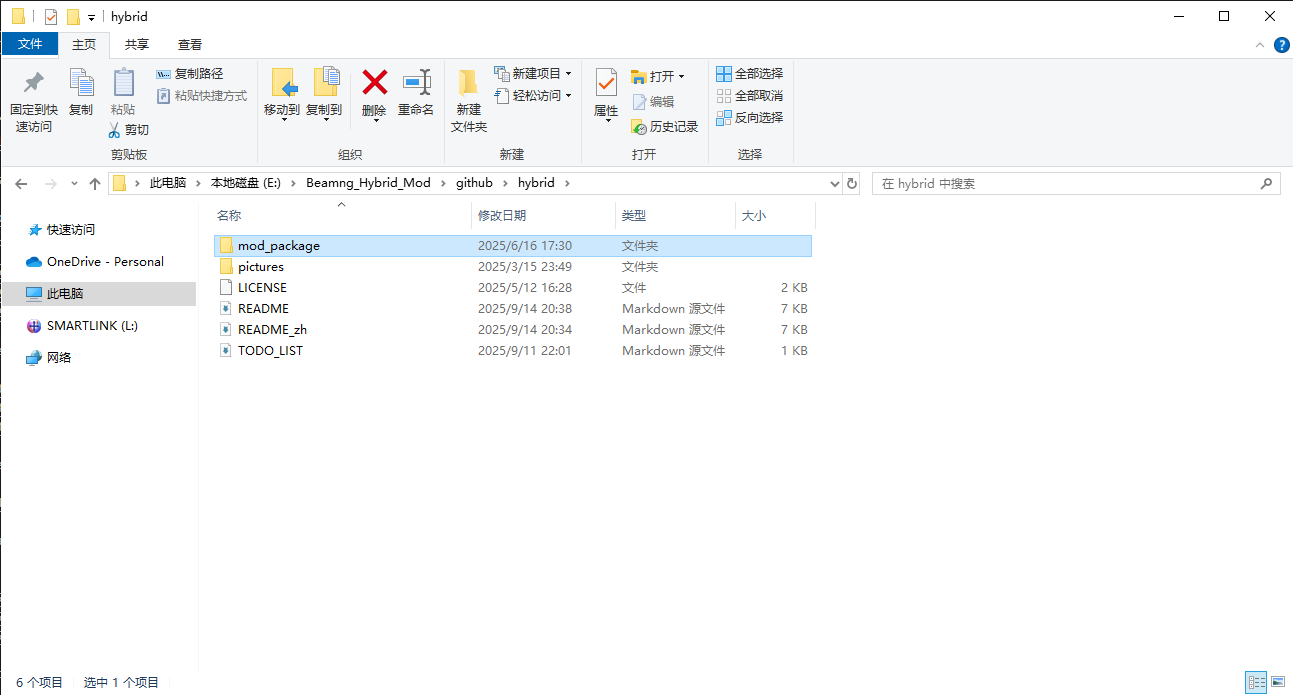 hybrid
文件 主页 共享 查看
固定到快速访问
复制
粘贴
复制路径
粘贴快捷方式
剪切
剪贴板
移动到 复制到 删除 重命名
组织
新建文件夹
新建项目
轻松访问
新建
属性
打开
编辑
历史记录
打开
全部选择
全部取消
反向选择
选择
此电脑 本地磁盘 (E:) Beamng_Hybrid_Mod github hybrid
在 hybrid 中搜索
快速访问
OneDrive - Personal
此电脑
SMARTLINK (L:)
网络
名称 修改日期 类型 大小
mod_package 2025/6/16 17:30 文件夹
pictures 2025/3/15 23:49 文件夹
LICENSE 2025/5/12 16:28 文件 2 KB
README 2025/9/14 20:38 Markdown 源文件 7 KB
README_zh 2025/9/14 20:34 Markdown 源文件 7 KB
TODO_LIST 2025/9/11 22:01 Markdown 源文件 1 KB
6 个项目 选中 1 个项目